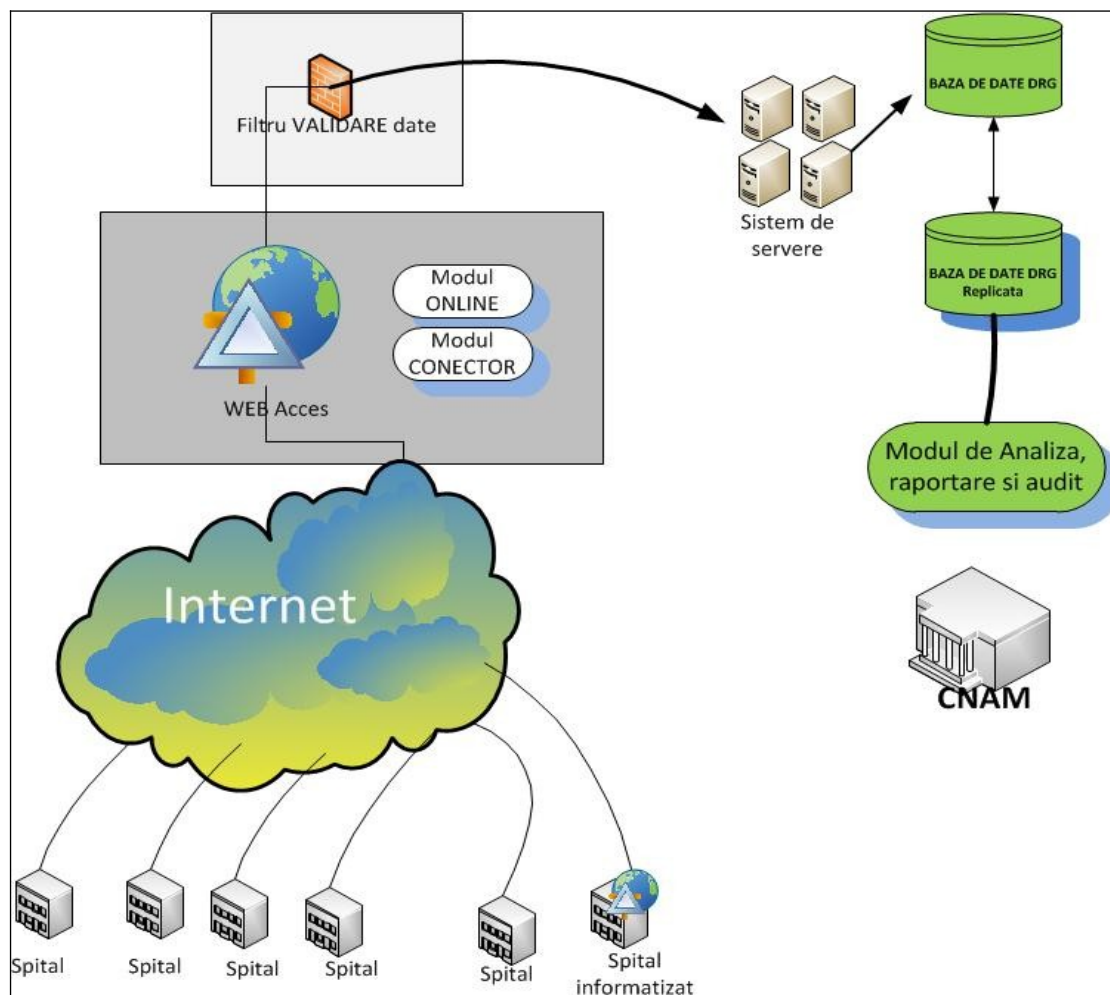 Filtru VALIDARE date
BAZA DE DATE DRG
Sistem de
servere
BAZA DE DATE DRG
Replicata
Modul
ONLINE
Modul
CONECTOR
WEB Acces
Modul de Analiza,
raportare si audit
Internet
CNAM
Spital
Spital
Spital
Spital
Spital
Spital
informatizat